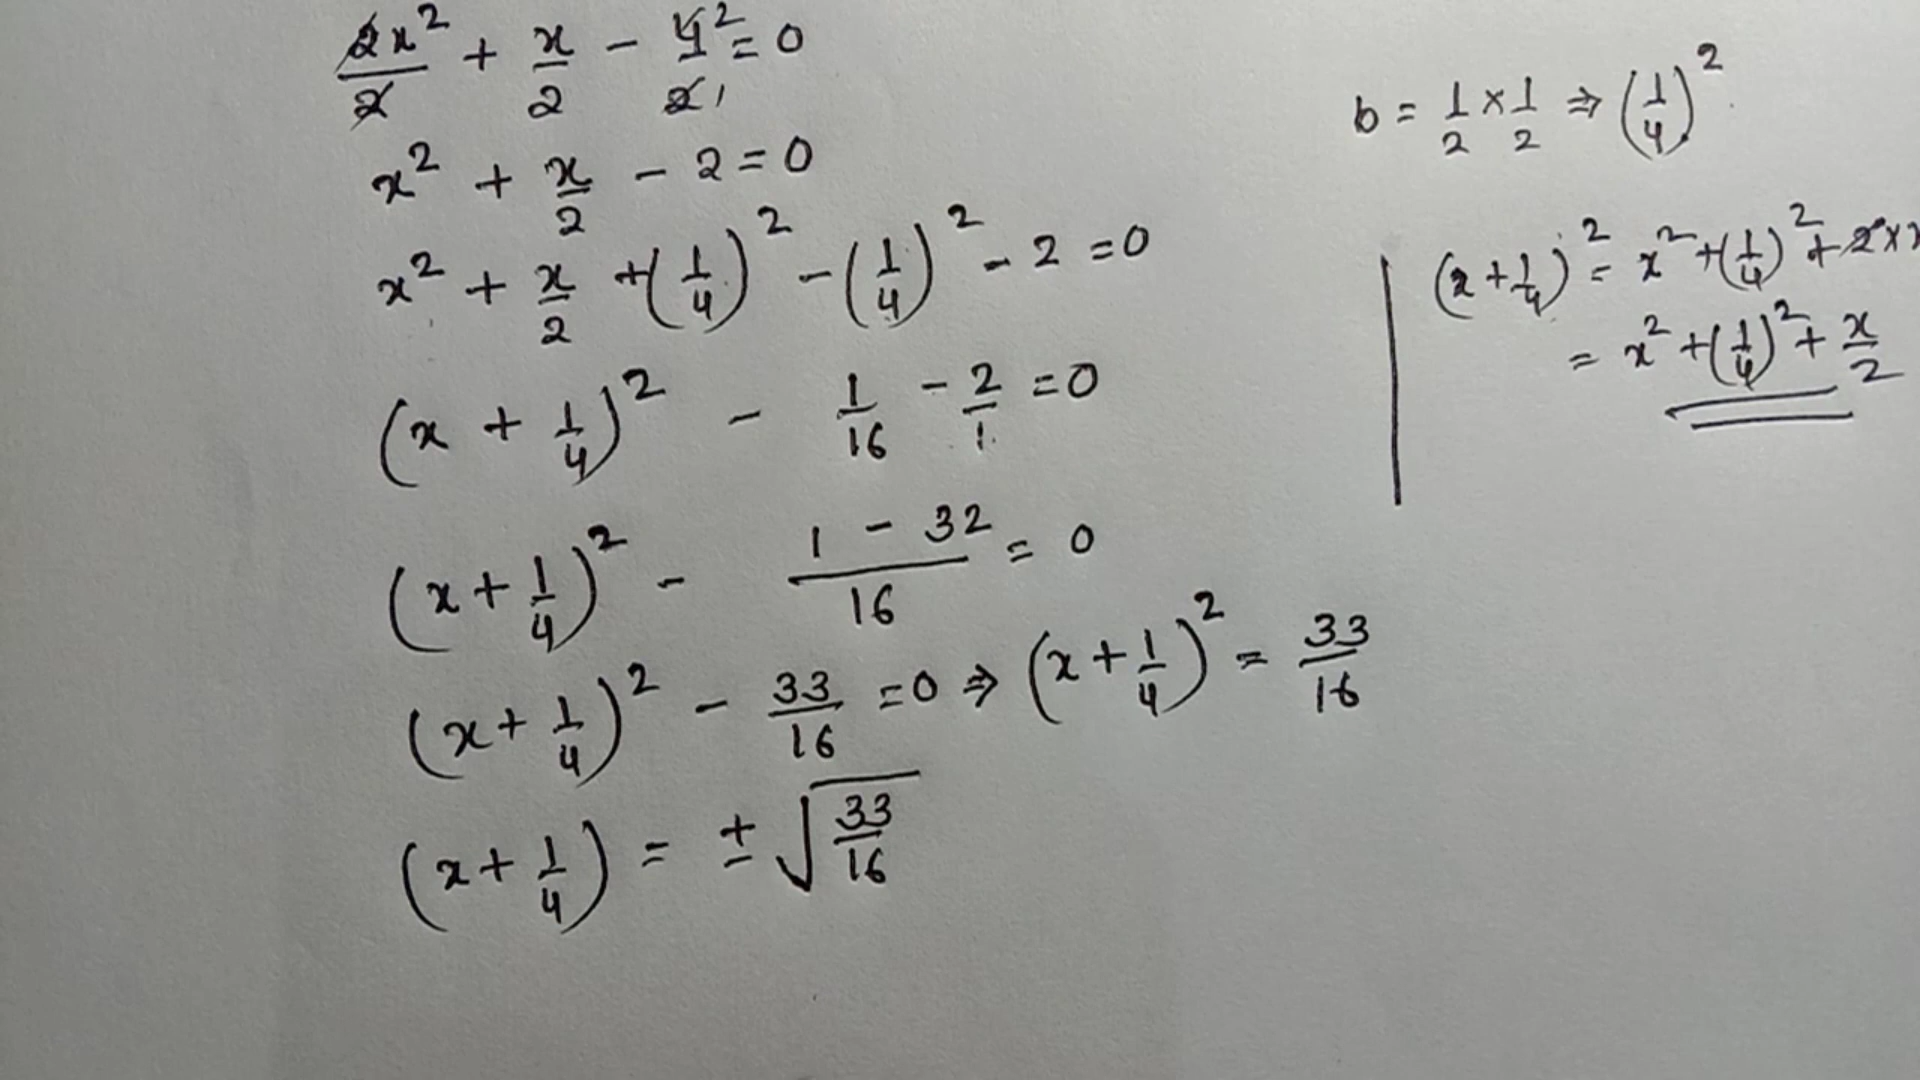 2x²/2 + x/2 - 4²/2₁ = 0
x² + x/2 - 2 = 0
x² + x/2 + (1/4)² - (1/4)² - 2 = 0
(x + 1/4)² - 1/16 - 2/1 = 0
(x + 1/4)² - (1 - 32)/16 = 0
(x + 1/4)² - 33/16 = 0 ⇒ (x + 1/4)² = 33/16
(x + 1/4) = ± √(33/16)
b = 1/2 × 1/2 ⇒ (1/4)²
(x + 1/4)² = x² + (1/4)² + 2×
= x² + (1/4)² + x/2